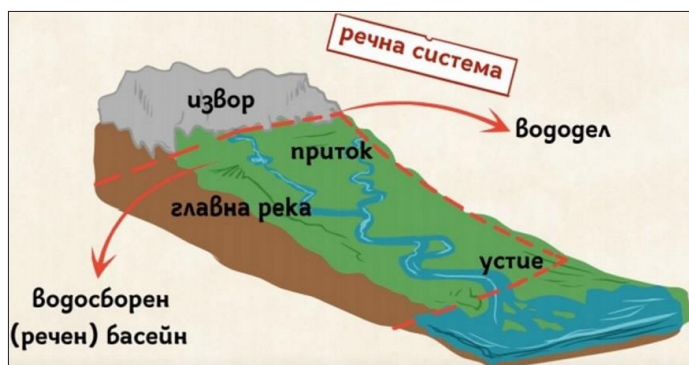 речна система
извор
вододел
приток
главна река
устие
водосборен
(речен) басейн